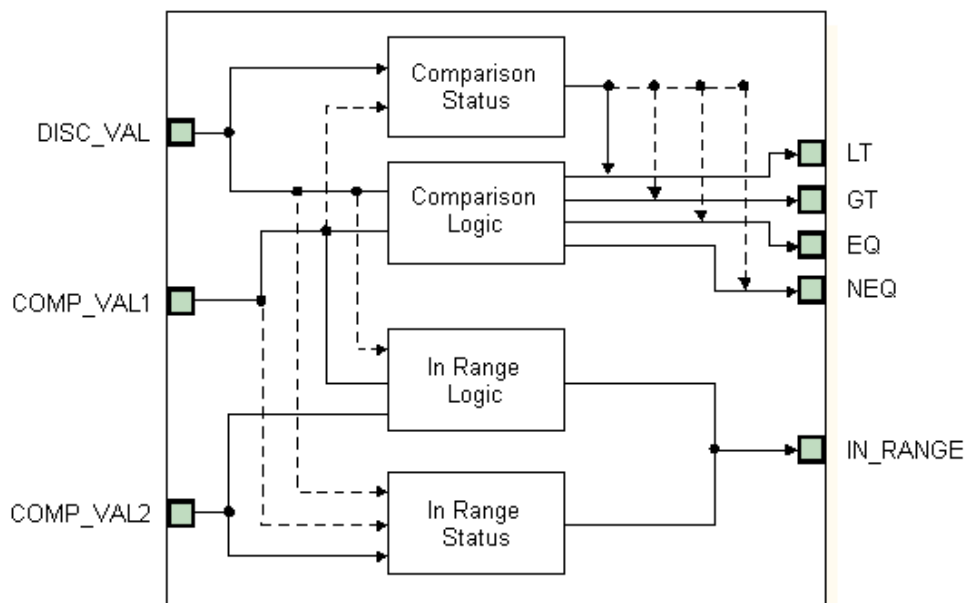 Comparison
Status
DISC_VAL
LT
Comparison
Logic
GT
EQ
NEQ
COMP_VAL1
In Range
Logic
IN_RANGE
COMP_VAL2
In Range
Status